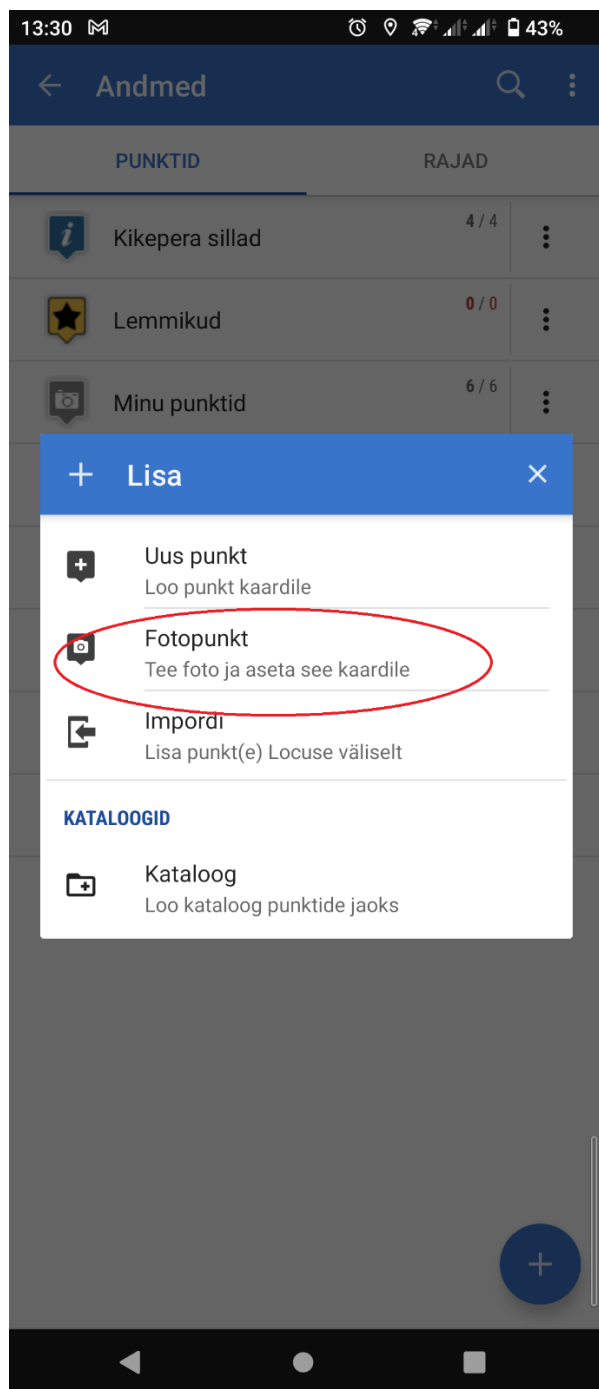 13:30 43%
Andmed
PUNKTID RAJAD
Kikepera sillad 4 / 4
Lemmikud 0 / 0
Minu punktid 6 / 6
Lisa
Uus punkt
Loo punkt kaardile
Fotopunkt
Tee foto ja aseta see kaardile
Impordi
Lisa punkt(e) Locuse väliselt
KATALOOGID
Kataloog
Loo kataloog punktide jaoks